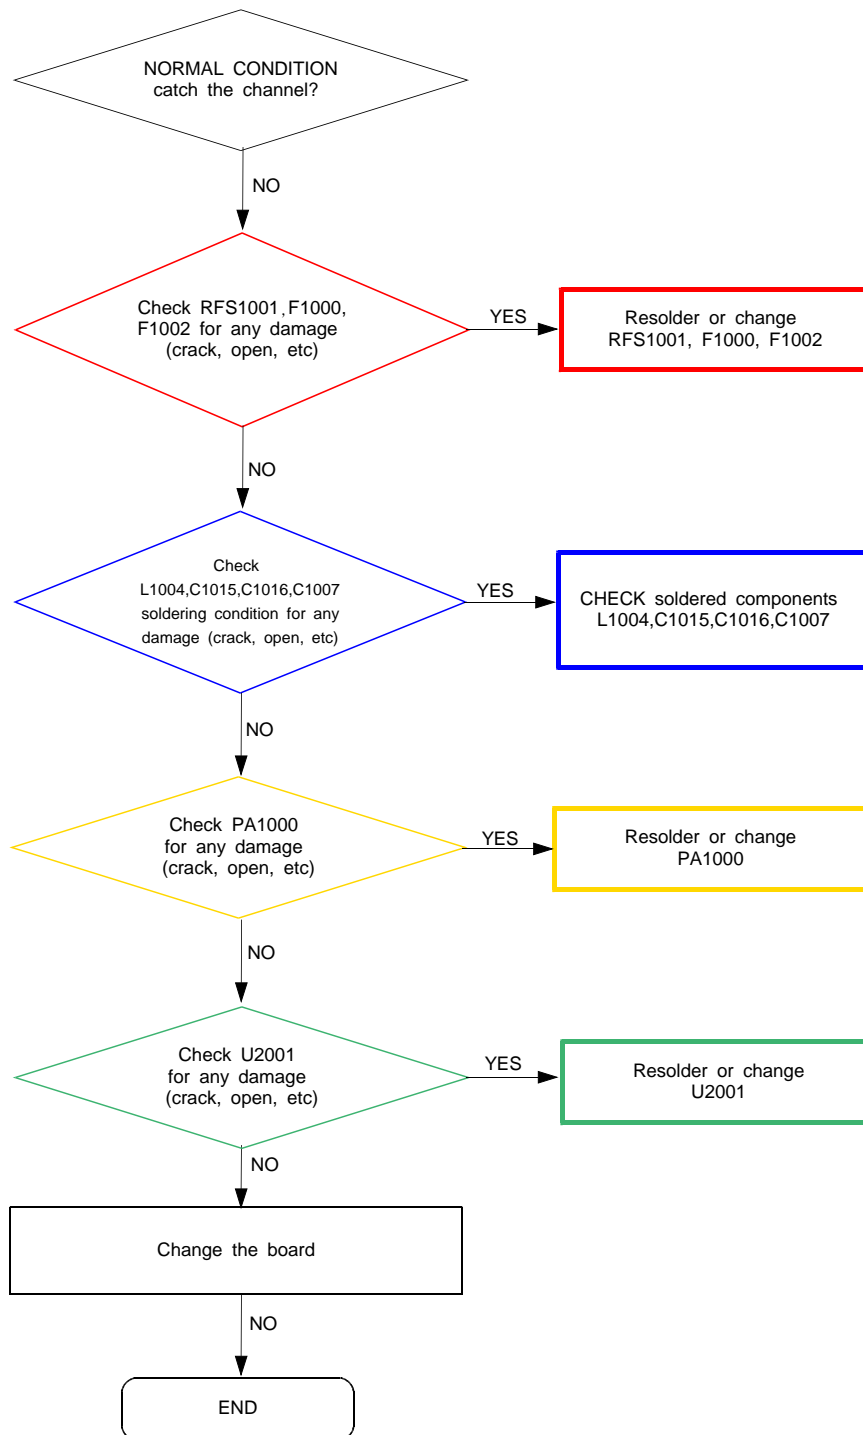 NORMAL CONDITION
catch the channel?
NO
Check RFS1001, F1000,
F1002 for any damage
(crack, open, etc)
YES
Resolder or change
RFS1001, F1000, F1002
NO
Check
L1004,C1015,C1016,C1007
soldering condition for any
damage (crack, open, etc)
YES
CHECK soldered components
L1004,C1015,C1016,C1007
NO
Check PA1000
for any damage
(crack, open, etc)
YES
Resolder or change
PA1000
NO
Check U2001
for any damage
(crack, open, etc)
YES
Resolder or change
U2001
NO
Change the board
NO
END